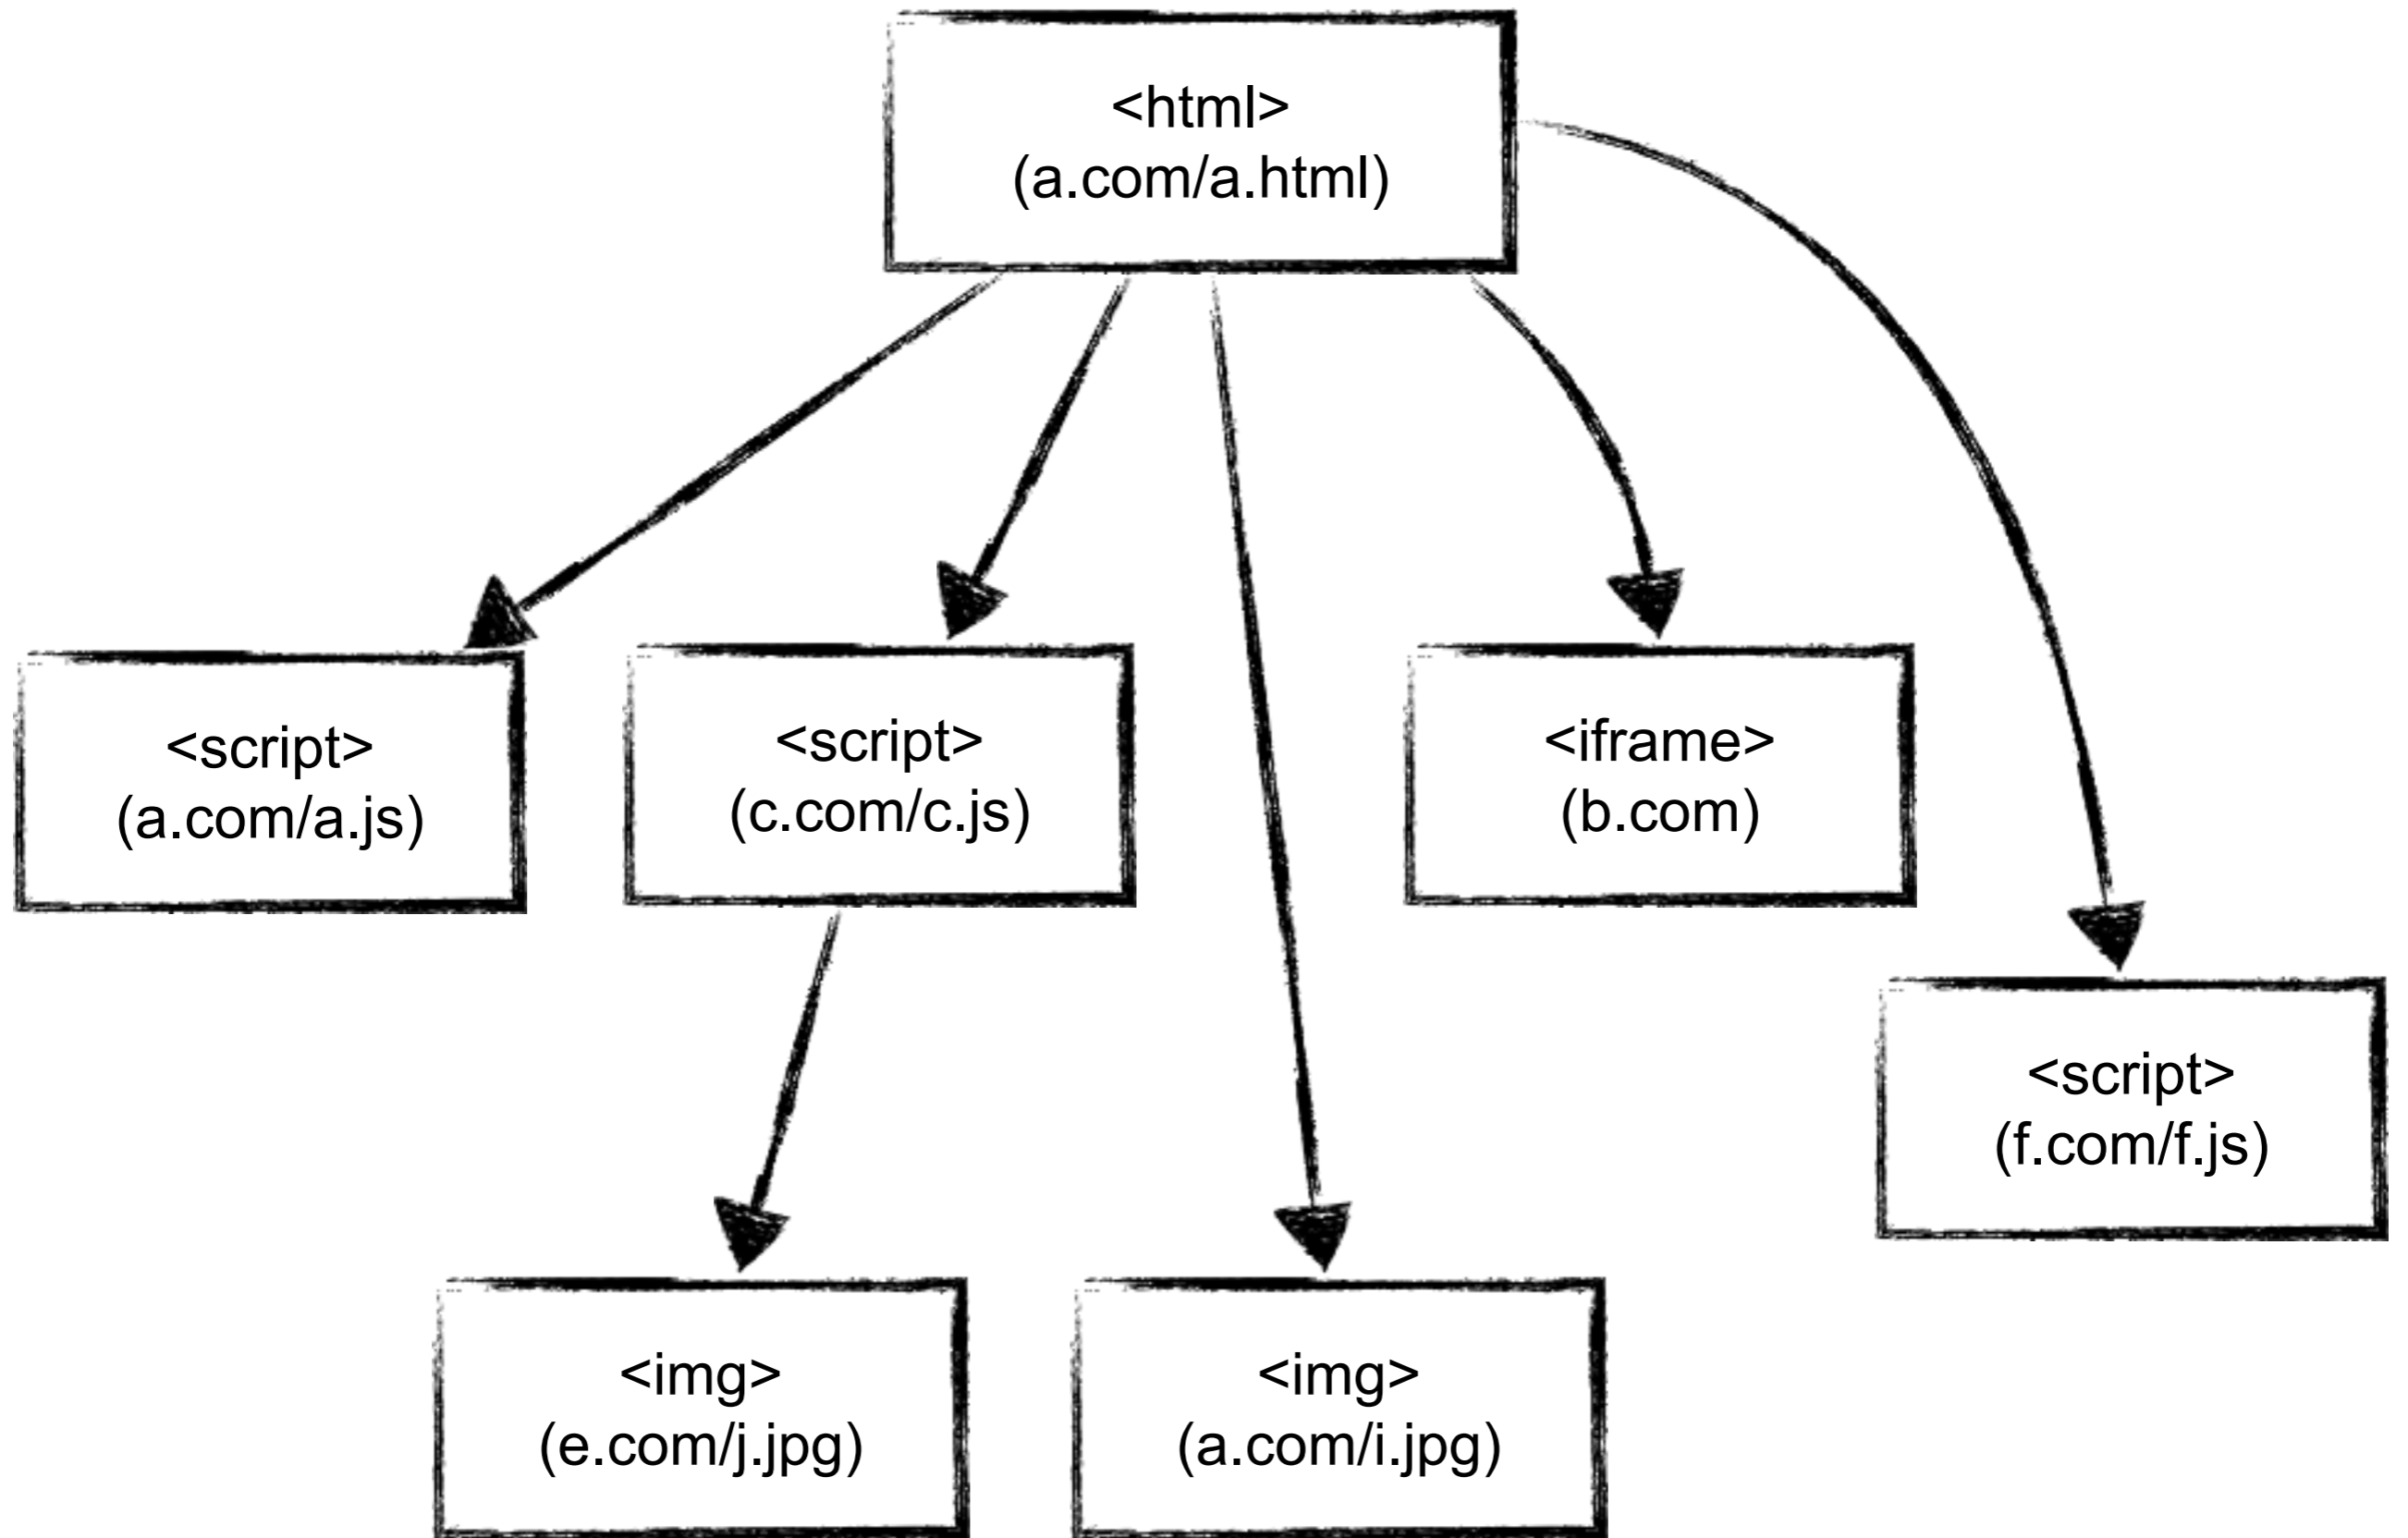 <html>
(a.com/a.html)
<script>
(a.com/a.js)
<script>
(c.com/c.js)
<iframe>
(b.com)
<script>
(f.com/f.js)
<img>
(e.com/j.jpg)
<img>
(a.com/i.jpg)